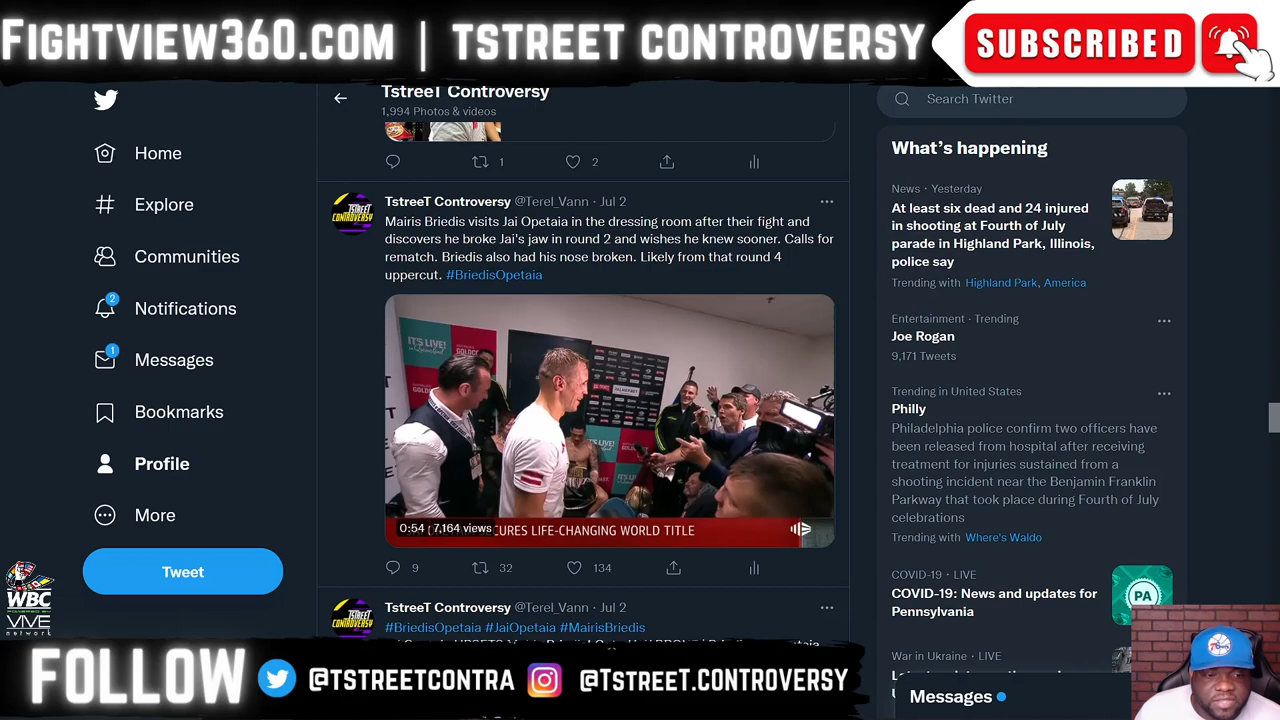 Fightview360.com | TSTREET CONTROVERSY
SUBSCRIBED
TstreeT Controversy
1,994 Photos & videos
Search Twitter
Home
Explore
Communities
2
Notifications
1
Messages
Bookmarks
Profile
More
Tweet
1
2
TstreeT Controversy @Terel_Vann · Jul 2
Mairis Briedis visits Jai Opetaia in the dressing room after their fight and
discovers he broke Jai's jaw in round 2 and wishes he knew sooner. Calls for
rematch. Briedis also had his nose broken. Likely from that round 4
uppercut. #BriedisOpetaia
IT'S LIVE!
0:54 7,164 views
CURES LIFE-CHANGING WORLD TITLE
9
32
134
TstreeT Controversy @Terel_Vann · Jul 2
#BriedisOpetaia #JaiOpetaia #MairisBriedis
What's happening
News · Yesterday
At least six dead and 24 injured
in shooting at Fourth of July
parade in Highland Park, Illinois,
police say
Trending with Highland Park, America
Entertainment · Trending
Joe Rogan
9,171 Tweets
Trending in United States
Philly
Philadelphia police confirm two officers have
been released from hospital after receiving
treatment for injuries sustained from a
shooting incident near the Benjamin Franklin
Parkway that took place during Fourth of July
celebrations
Trending with Where's Waldo
COVID-19 · LIVE
COVID-19: News and updates for
Pennsylvania
PA
War in Ukraine · LIVE
Messages
WBC
POWERED BY
VIVE
network
FOLLOW
@TSTREETCONTRA
@TSTREET.CONTROVERSY